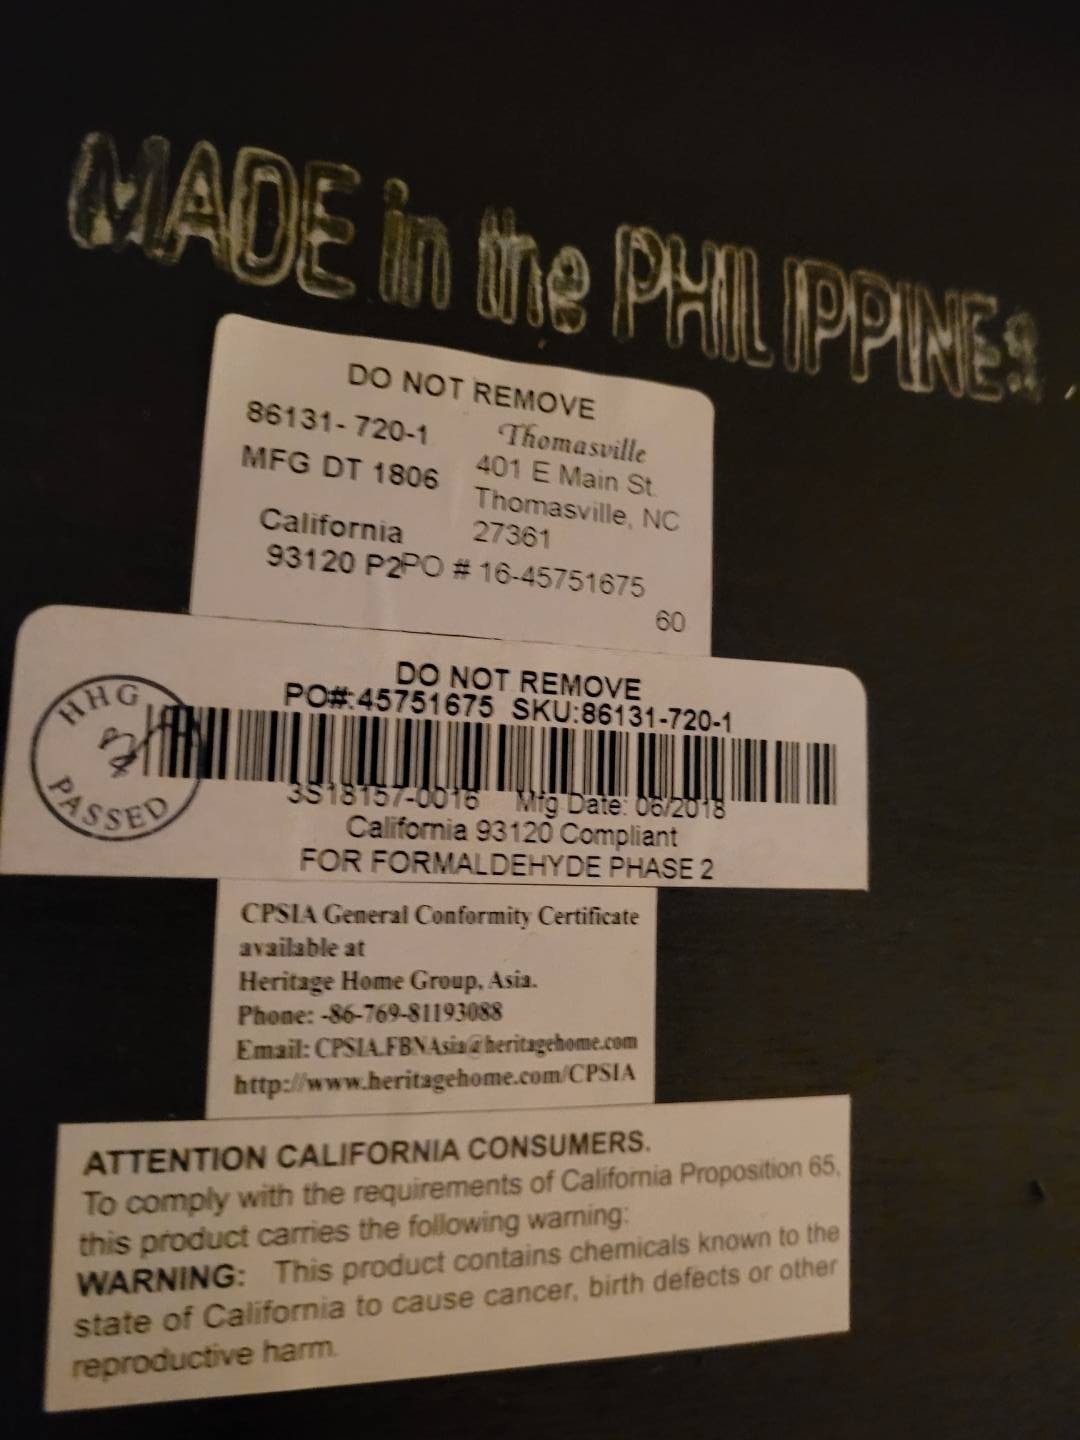 MADE in the PHILIPPINES
DO NOT REMOVE
86131-720-1
MFG DT 1806
California
93120 P2
Thomasville
401 E Main St.
Thomasville, NC
27361
PO # 16-45751675
60
DO NOT REMOVE
PO#:45751675 SKU:86131-720-1
HHG
PASSED
3S18157-0016 Mfg Date: 06/2018
California 93120 Compliant
FOR FORMALDEHYDE PHASE 2
CPSIA General Conformity Certificate
available at
Heritage Home Group, Asia.
Phone: -86-769-81193088
Email: CPSIA.FBNAsia@heritagehome.com
http://www.heritagehome.com/CPSIA
ATTENTION CALIFORNIA CONSUMERS.
To comply with the requirements of California Proposition 65,
this product carries the following warning:
WARNING: This product contains chemicals known to the
state of California to cause cancer, birth defects or other
reproductive harm.